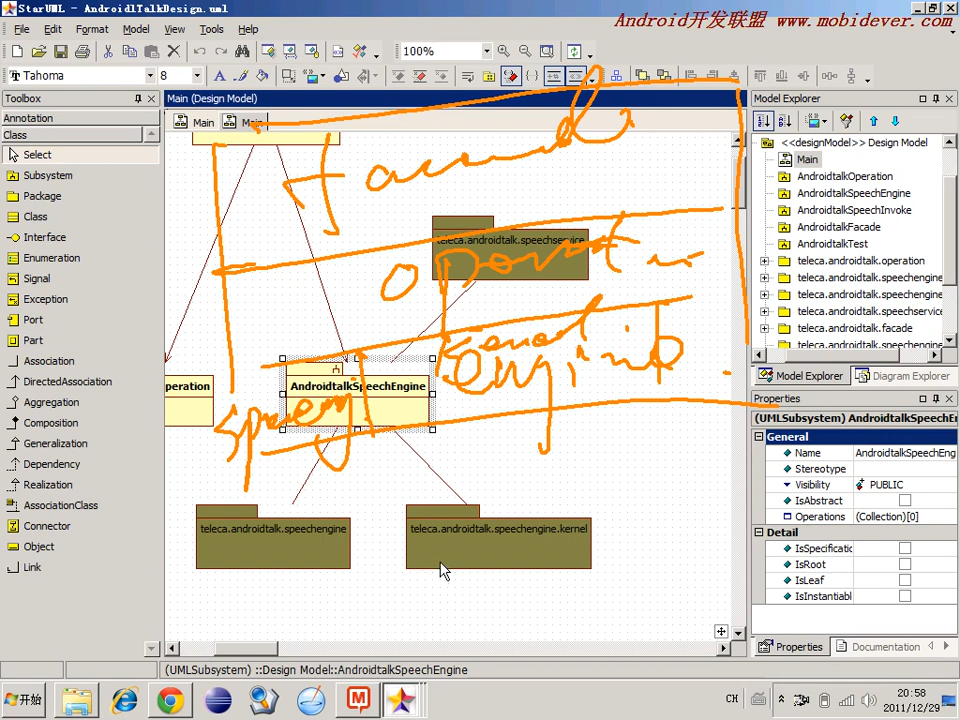 StarUML - AndroidlTalkDesign.uml
Android开发联盟 www.mobidever.com
File Edit Format Model View Tools Help
100%
Tahoma 8
Toolbox
Main (Design Model)
Model Explorer
Annotation
Class
Main
Main
Select
Subsystem
Package
Class
Interface
Enumeration
Signal
Exception
Port
Part
Association
DirectedAssociation
Aggregation
Composition
Generalization
Dependency
Realization
AssociationClass
Connector
Object
Link
teleca.androidtalk.speechservice
peration
AndroidtalkSpeechEngine
teleca.androidtalk.speechengine
teleca.androidtalk.speechengine.kernel
<<designModel>> Design Model
Main
AndroidtalkOperation
AndroidtalkSpeechEngine
AndroidtalkSpeechInvoke
AndroidtalkFacade
AndroidtalkTest
teleca.androidtalk.operation
teleca.androidtalk.speechengine
teleca.androidtalk.speechengine
teleca.androidtalk.speechservice
teleca.androidtalk.facade
Model Explorer Diagram Explorer
Properties
(UMLSubsystem) AndroidtalkSpeechEn
General
Name AndroidtalkSpeechEng
Stereotype
Visibility PUBLIC
IsAbstract
Operations (Collection)[0]
Detail
IsSpecificatic
IsRoot
IsLeaf
IsInstantiabl
Properties Documentation
(UMLSubsystem) ::Design Model::AndroidtalkSpeechEngine
开始
CH
20:58
2011/12/29